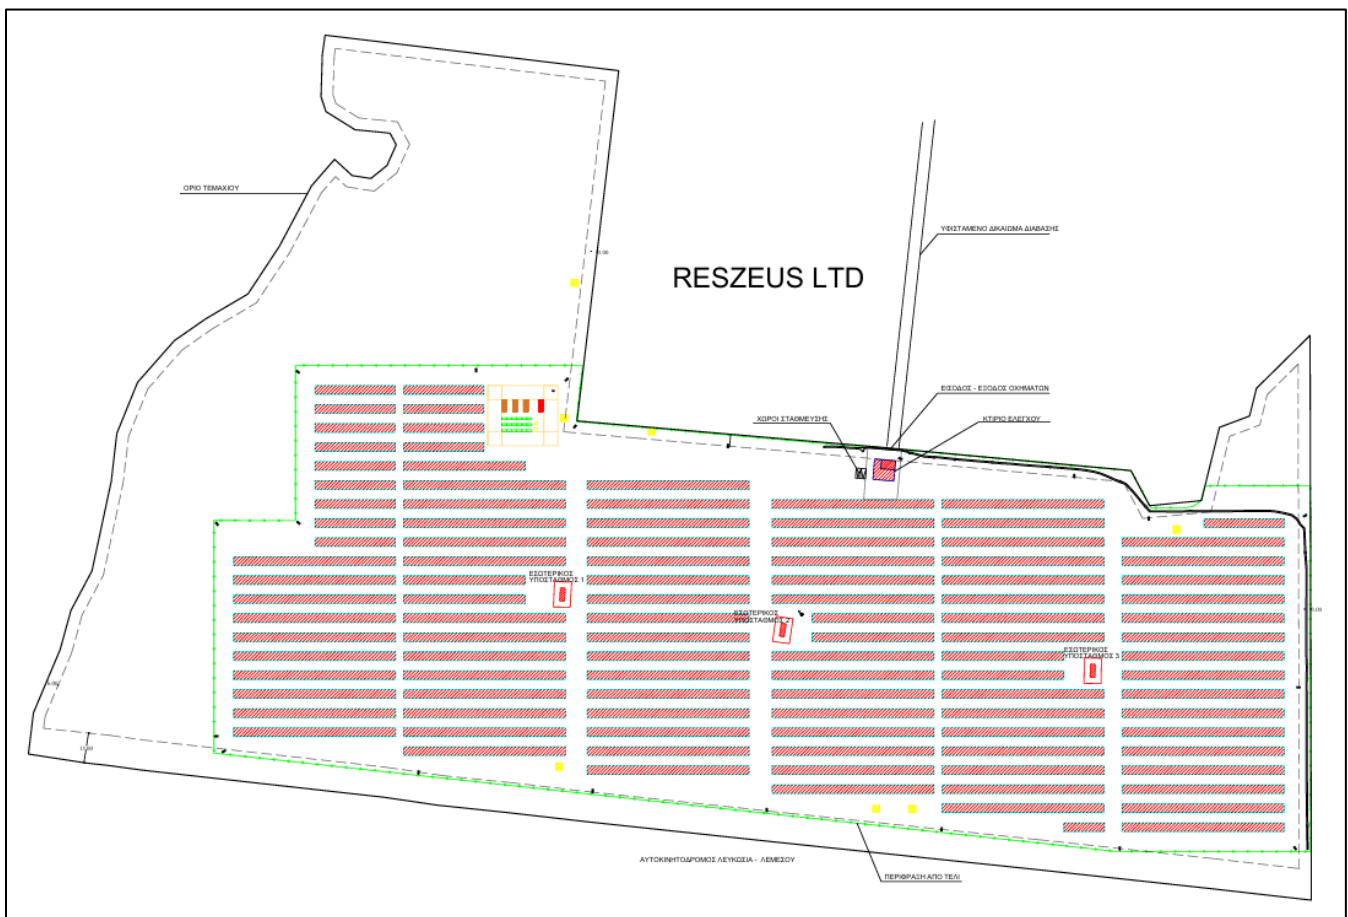 ΟΡΙΟ ΤΕΜΑΧΙΟΥ
ΥΦΙΣΤΑΜΕΝΟ ΔΙΚΑΙΩΜΑ ΔΙΑΒΑΣΗΣ
RESZEUS LTD
ΕΙΣΟΔΟΣ - ΕΞΟΔΟΣ ΟΧΗΜΑΤΩΝ
ΧΩΡΟΙ ΣΤΑΘΜΕΥΣΗΣ
ΚΤΙΡΙΟ ΕΛΕΓΧΟΥ
ΕΣΩΤΕΡΙΚΟΣ
ΥΠΟΣΤΑΘΜΟΣ 1
ΕΣΩΤΕΡΙΚΟΣ
ΥΠΟΣΤΑΘΜΟΣ 2
ΕΣΩΤΕΡΙΚΟΣ
ΥΠΟΣΤΑΘΜΟΣ 3
ΑΥΤΟΚΙΝΗΤΟΔΡΟΜΟΣ ΛΕΥΚΩΣΙΑ - ΛΕΜΕΣΟΥ
ΠΕΡΙΦΡΑΞΗ ΑΠΟ ΤΕΛΙ